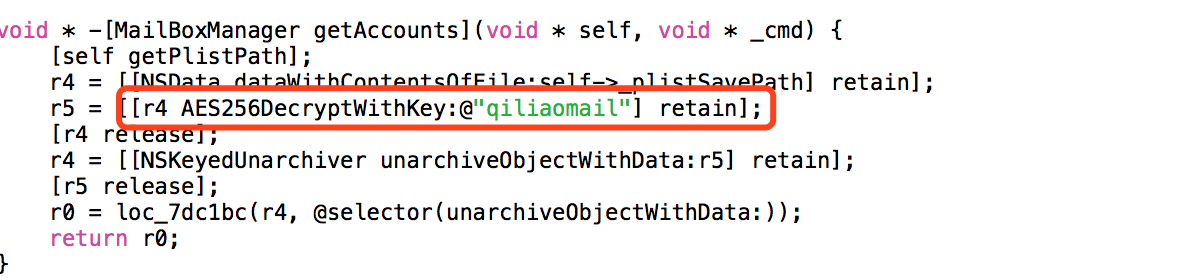 void * -[MailBoxManager getAccounts](void * self, void * _cmd) {
[self getPlistPath];
r4 = [[NSData dataWithContentsOfFile:self->_plistSavePath] retain];
r5 = [[r4 AES256DecryptWithKey:@"qiliaomail"] retain];
[r4 release];
r4 = [[NSKeyedUnarchiver unarchiveObjectWithData:r5] retain];
[r5 release];
r0 = loc_7dc1bc(r4, @selector(unarchiveObjectWithData:));
return r0;
}